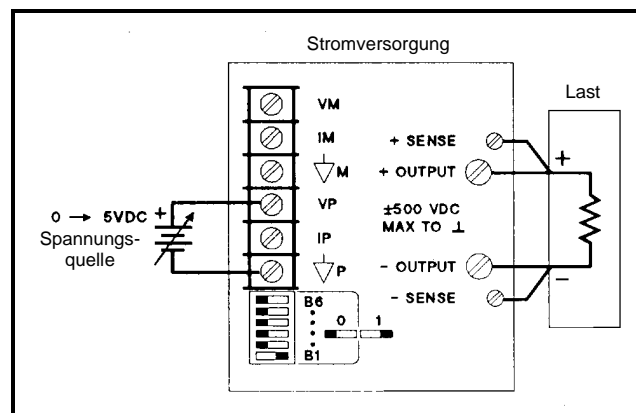 Stromversorgung
Last
VM
IM
M
VP
IP
P
+ SENSE
+ OUTPUT
±500 VDC
MAX TO ⊥
- OUTPUT
- SENSE
+
−
0 → 5VDC +
Spannungs-
quelle
B6
0 1
B1